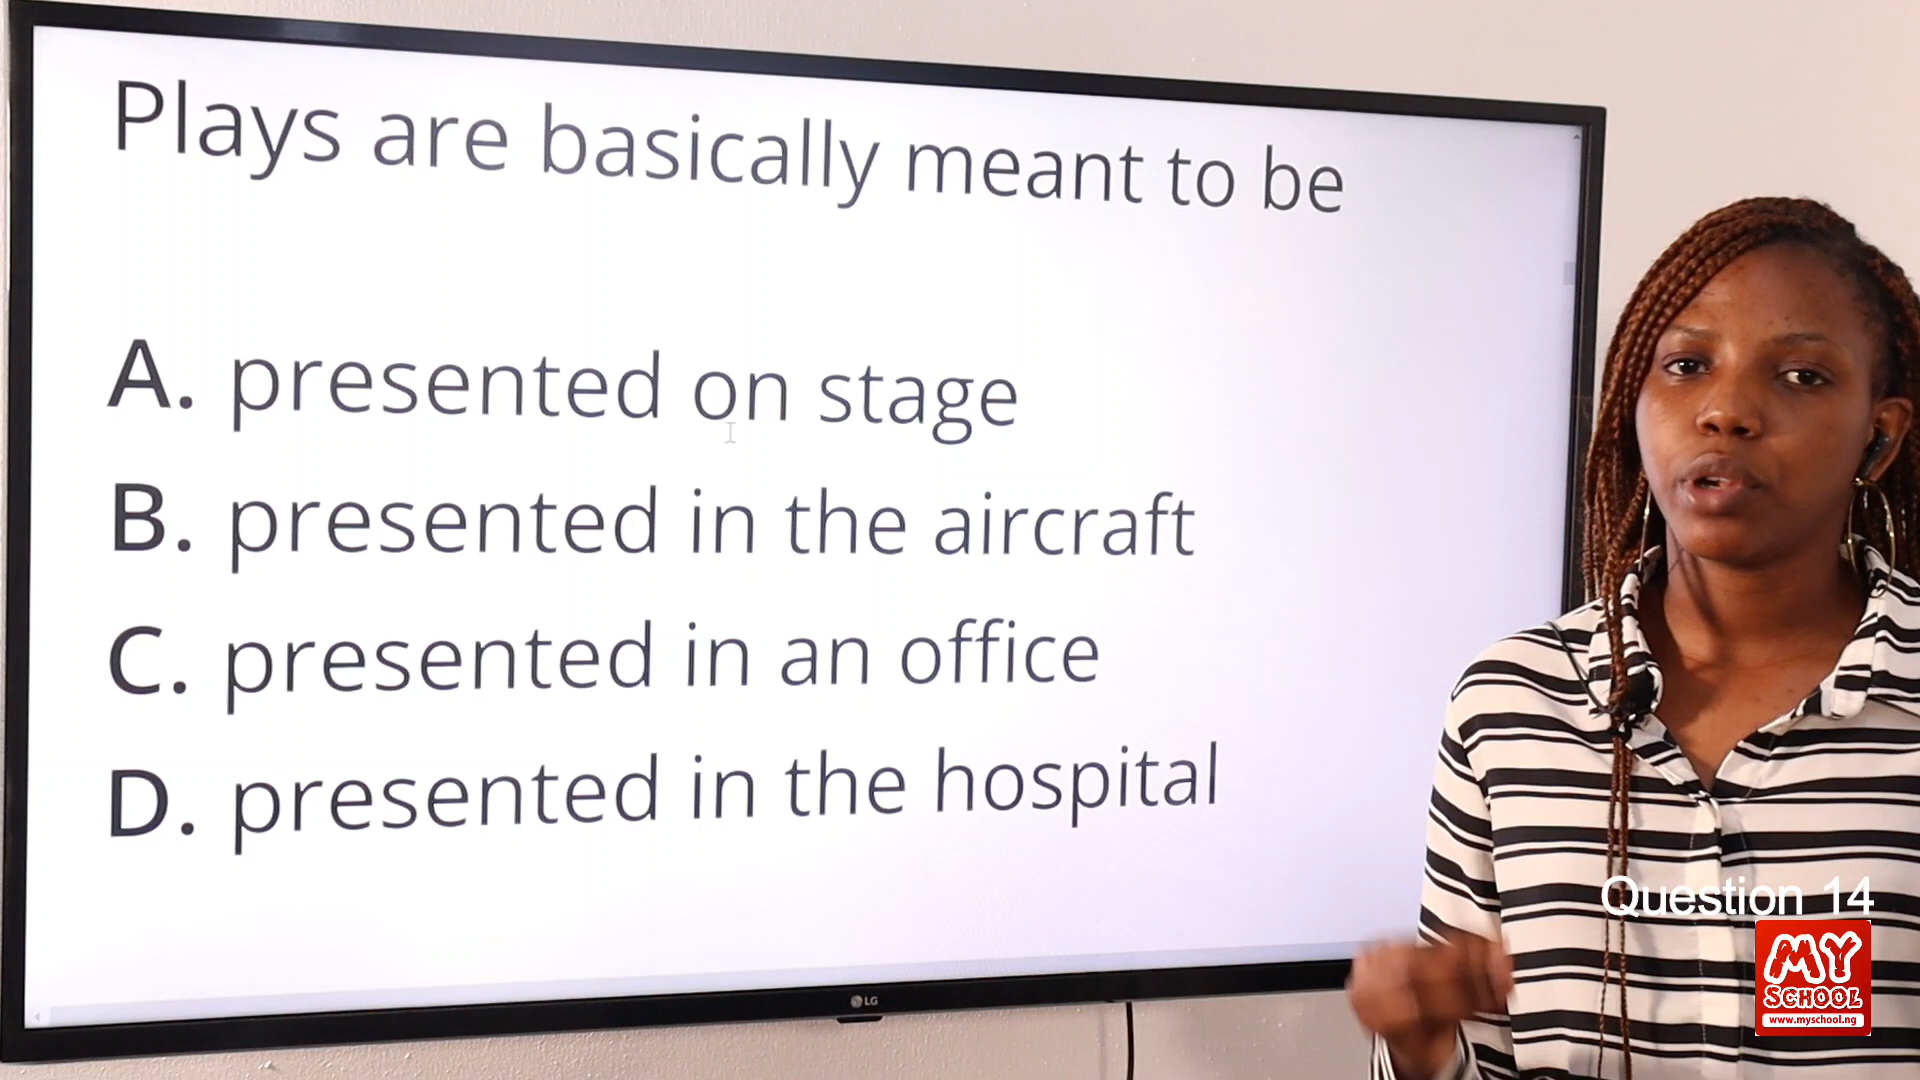 Plays are basically meant to be
A. presented on stage
B. presented in the aircraft
C. presented in an office
D. presented in the hospital
LG
Question 14
MY
SCHOOL
www.myschool.ng